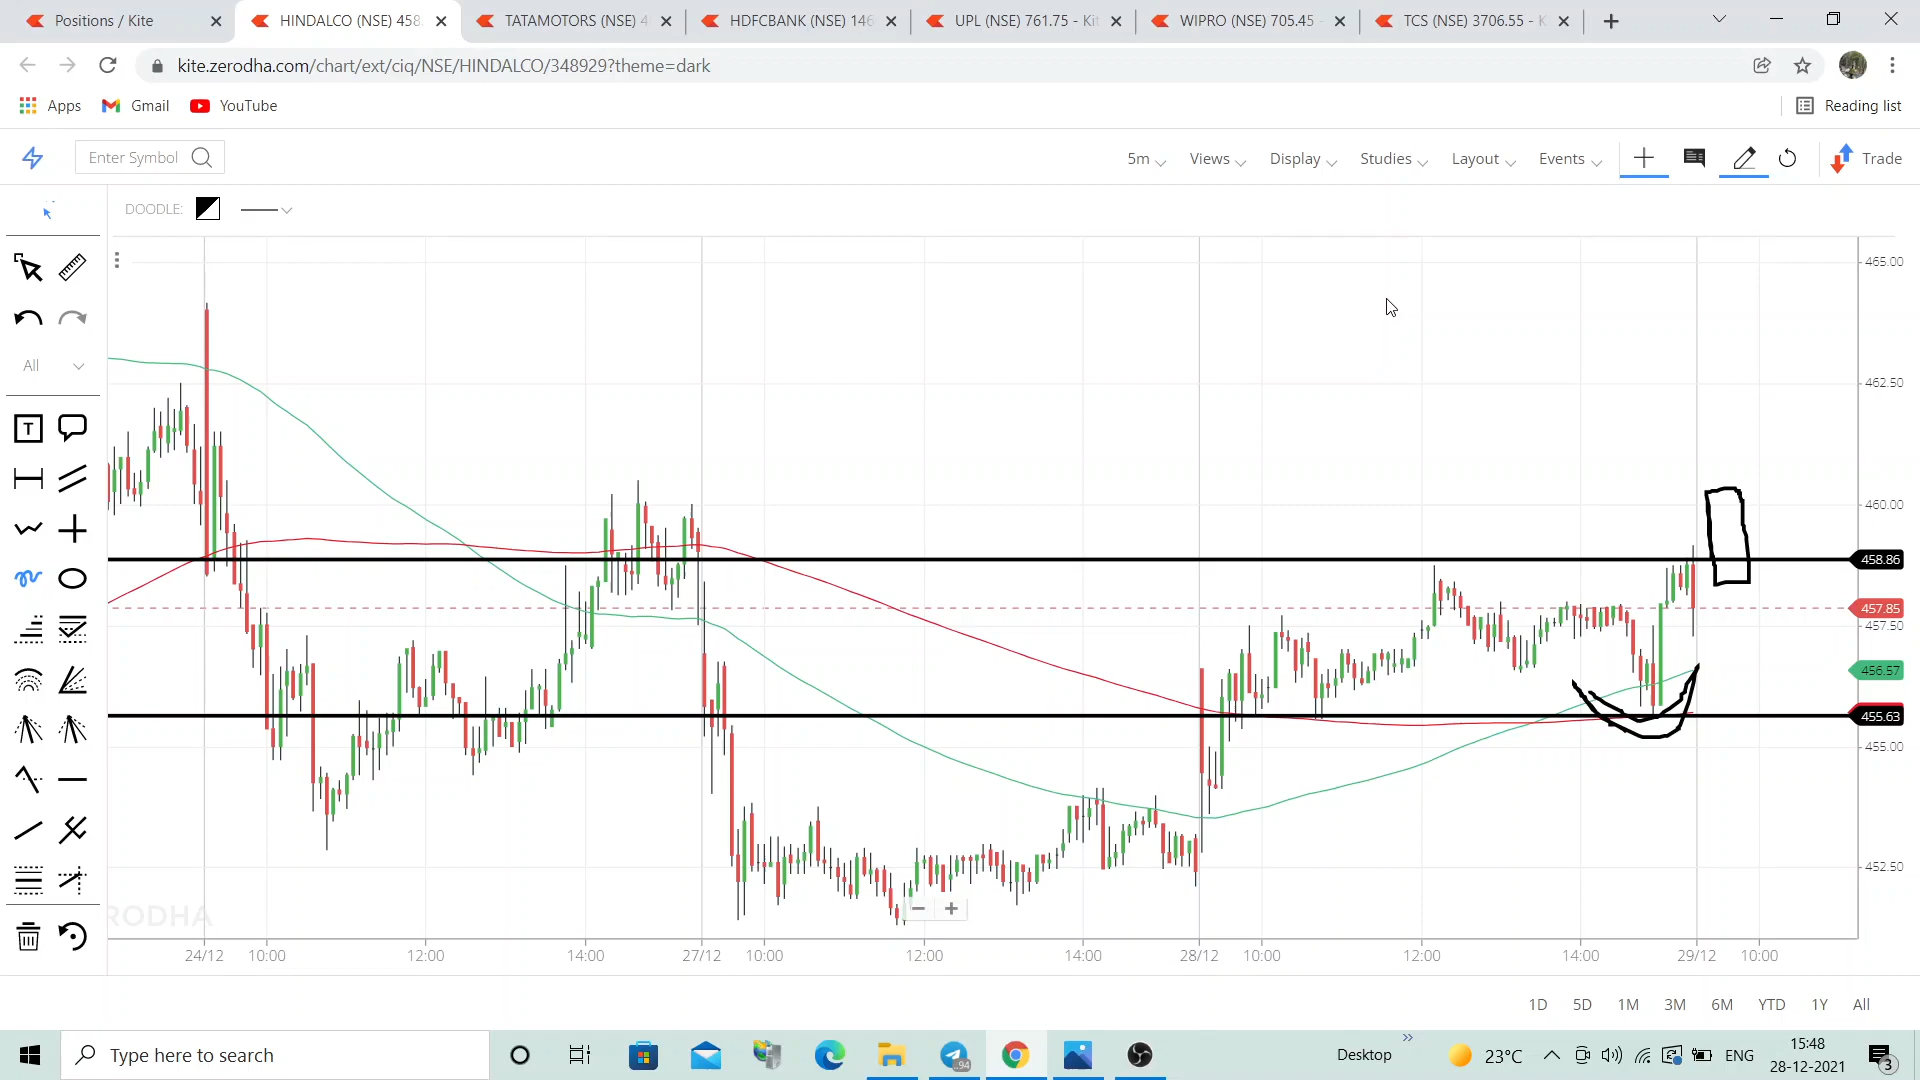 Positions / Kite
HINDALCO (NSE) 458.
TATAMOTORS (NSE) 4
HDFCBANK (NSE) 146
UPL (NSE) 761.75 - Kit
WIPRO (NSE) 705.45 -
TCS (NSE) 3706.55 - K
kite.zerodha.com/chart/ext/ciq/NSE/HINDALCO/348929?theme=dark
Apps Gmail YouTube Reading list
Enter Symbol 5m Views Display Studies Layout Events Trade
DOODLE:
All
T
465.00
462.50
460.00
458.86
457.85
457.50
456.57
455.63
455.00
452.50
RODHA
24/12 10:00 12:00 14:00 27/12 10:00 12:00 14:00 28/12 10:00 12:00 14:00 29/12 10:00
1D 5D 1M 3M 6M YTD 1Y All
Type here to search
94
Desktop
23°C
ENG
15:48
28-12-2021
3